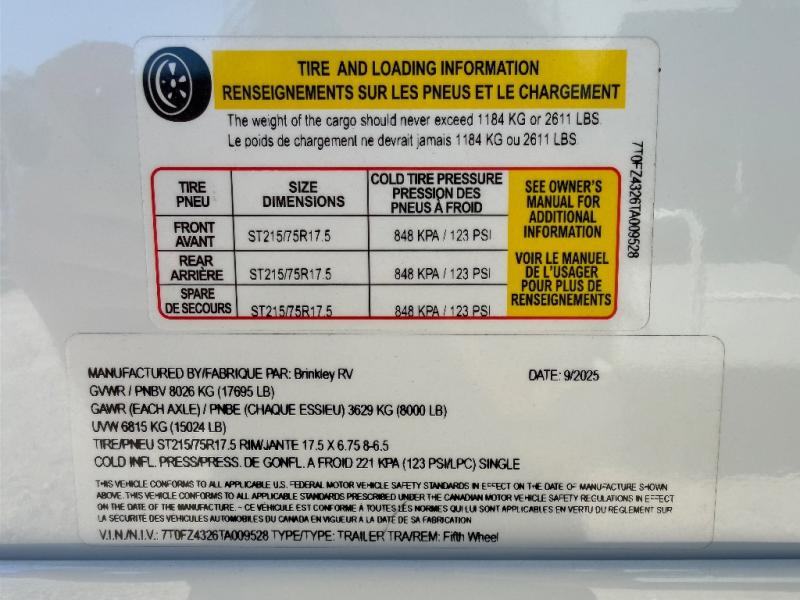 TIRE AND LOADING INFORMATION
RENSEIGNEMENTS SUR LES PNEUS ET LE CHARGEMENT
The weight of the cargo should never exceed 1184 KG or 2611 LBS
Le poids de chargement ne devrait jamais 1184 KG ou 2611 LBS
TIRE PNEU SIZE DIMENSIONS COLD TIRE PRESSURE PRESSION DES PNEUS À FROID
FRONT AVANT ST215/75R17.5 848 KPA / 123 PSI
REAR ARRIÈRE ST215/75R17.5 848 KPA / 123 PSI
SPARE DE SECOURS ST215/75R17.5 848 KPA / 123 PSI
SEE OWNER'S
MANUAL FOR
ADDITIONAL
INFORMATION
VOIR LE MANUEL
DE L'USAGER
POUR PLUS DE
RENSEIGNEMENTS
7T0FZ4326TA009528
MANUFACTURED BY/FABRIQUE PAR: Brinkley RV DATE: 9/2025
GVWR / PNBV 8026 KG (17695 LB)
GAWR (EACH AXLE) / PNBE (CHAQUE ESSIEU) 3629 KG (8000 LB)
UVW 6815 KG (15024 LB)
TIRE/PNEU ST215/75R17.5 RIM/JANTE 17.5 X 6.75 8-6.5
COLD INFL. PRESS/PRESS. DE GONFL. A FROID 221 KPA (123 PSI/LPC) SINGLE
THIS VEHICLE CONFORMS TO ALL APPLICABLE U.S. FEDERAL MOTOR VEHICLE SAFETY STANDARDS IN EFFECT ON THE DATE OF MANUFACTURE SHOWN
ABOVE. THIS VEHICLE CONFORMS TO ALL APPLICABLE STANDARDS PRESCRIBED UNDER THE CANADIAN MOTOR VEHICLE SAFETY REGULATIONS IN EFFECT
ON THE DATE OF THE MANUFACTURE. ~ CE VEHICULE EST CONFORME À TOUTES LES NORMES QUI LUI SONT APPLICABLES EN VERTU DU RÈGLEMENT SUR
LA SÉCURITÉ DES VÉHICULES AUTOMOBILES DU CANADA EN VIGUEUR A LA DATÉ DE SA FABRICATION
V.I.N./N.I.V.: 7T0FZ4326TA009528 TYPE/TYPE: TRAILER TRA/REM: Fifth Wheel